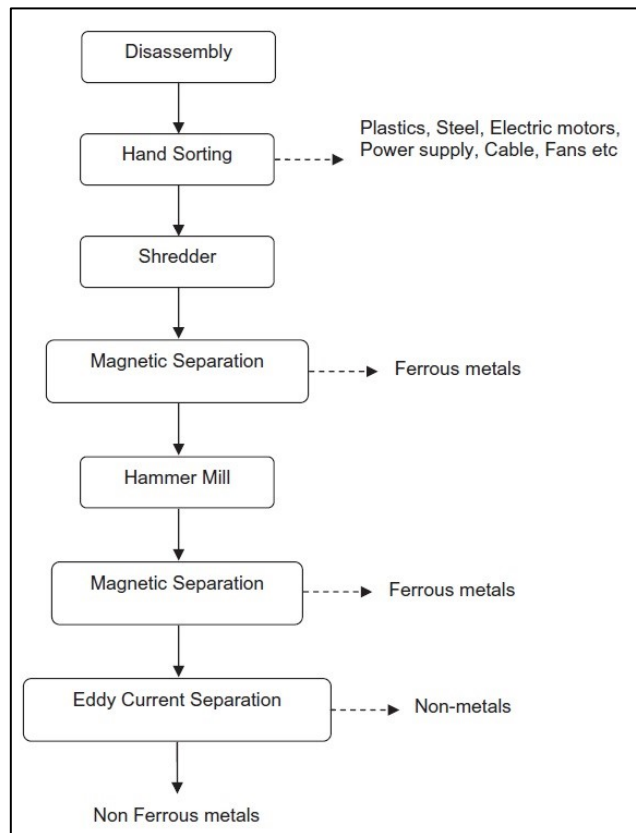 Disassembly
Hand Sorting
Plastics, Steel, Electric motors,
Power supply, Cable, Fans etc
Shredder
Magnetic Separation
Ferrous metals
Hammer Mill
Magnetic Separation
Ferrous metals
Eddy Current Separation
Non-metals
Non Ferrous metals